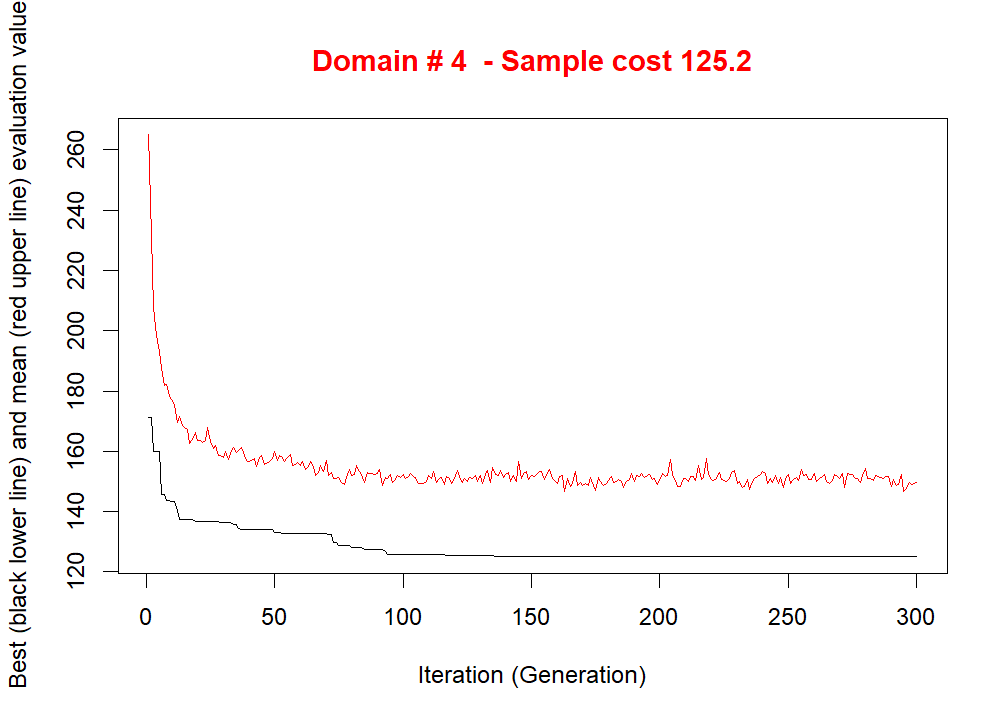 Domain # 4  - Sample cost 125.2
Best (black lower line) and mean (red upper line) evaluation value
260
240
220
200
180
160
140
120
0 50 100 150 200 250 300
Iteration (Generation)